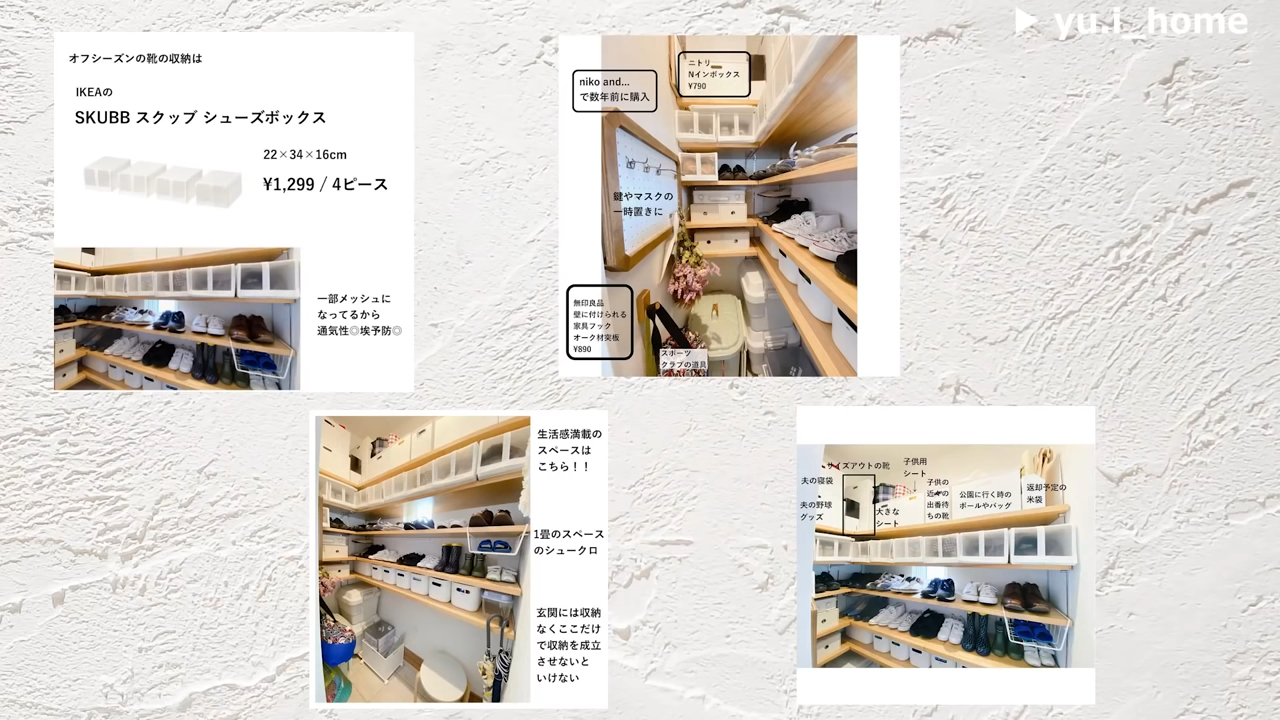 ▶ yu.i_home
オフシーズンの靴の収納は
IKEAの
SKUBB スクッブ シューズボックス
22×34×16cm
¥1,299 / 4ピース
一部メッシュに
なってるから
通気性◎埃予防◎
niko and...
で数年前に購入
ニトリ
Nインボックス
¥790
鍵やマスクの
一時置きに
無印良品
壁に付けられる
家具フック
オーク材突板
¥890
スポーツ
クラブの道具
生活感満載の
スペースは
こちら！！
1畳のスペース
のシュークロ
玄関には収納
なくここだけ
で収納を成立
させないと
いけない
サイズアウトの靴
夫の寝袋
夫の野球
グッズ
子供用
シート
大きな
シート
子供の
近々の
出番待
ちの靴
公園に行く時の
ボールやバッグ
返却予定の
米袋